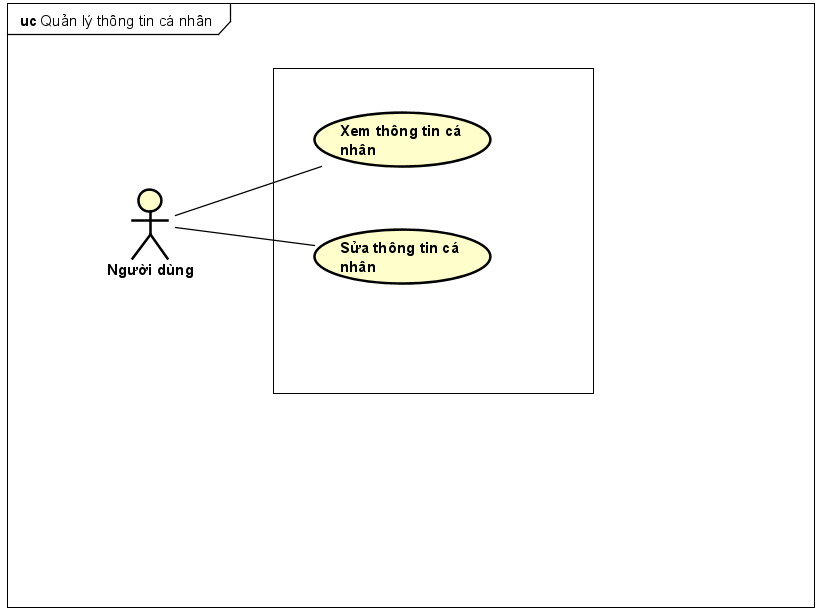 uc Quản lý thông tin cá nhân
Xem thông tin cá
nhân
Sửa thông tin cá
nhân
Người dùng